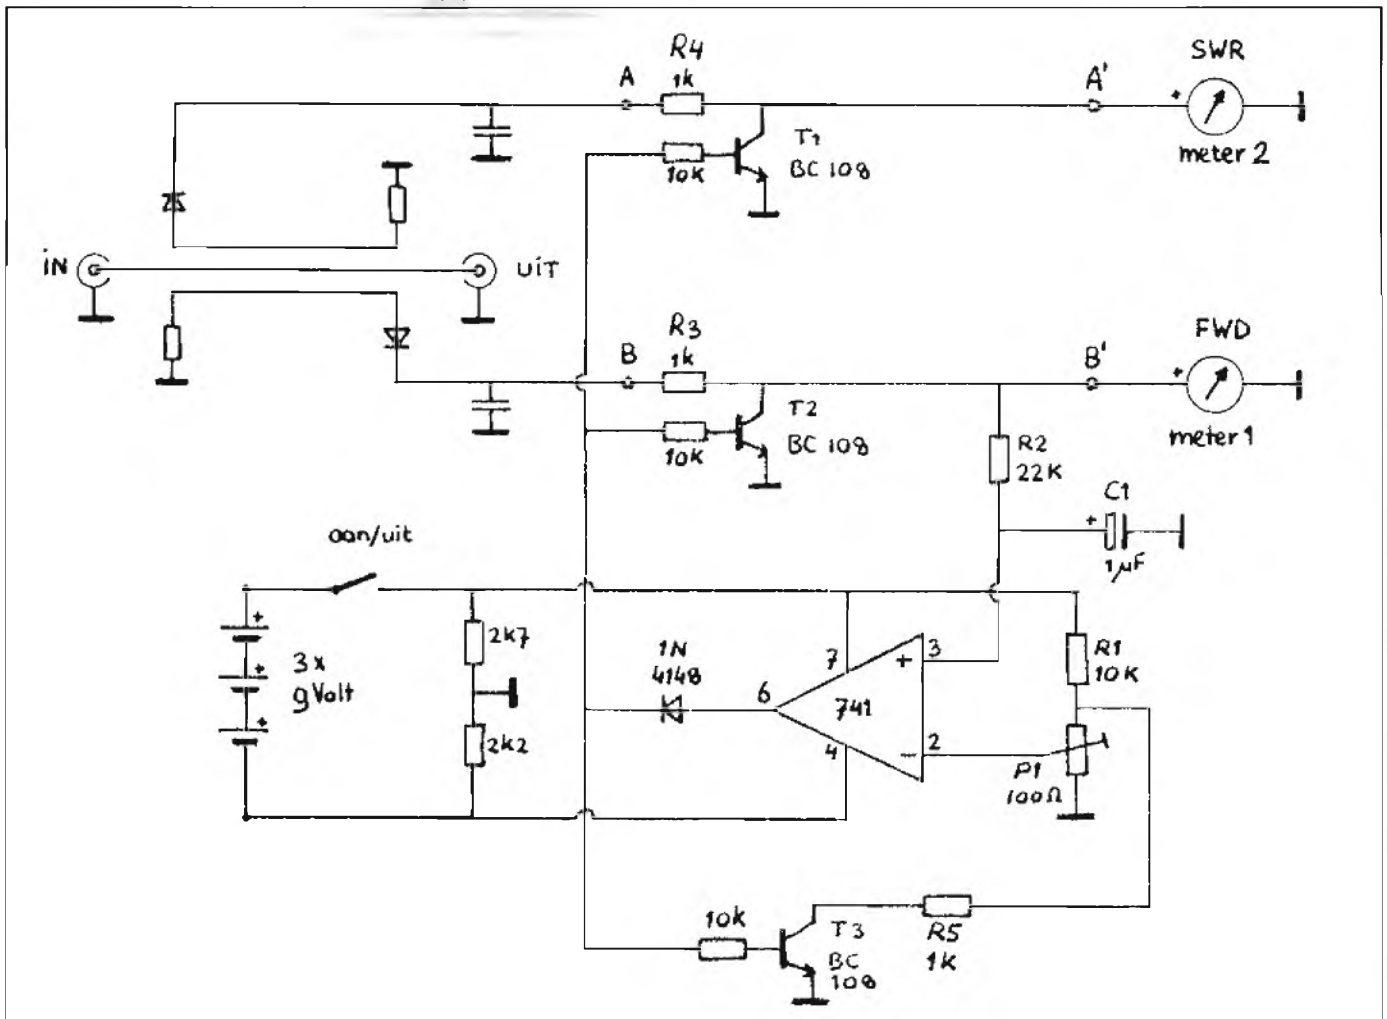 R4
1k
A
A'
SWR
+
meter 2
10K
T1
BC 108
iN
UiT
R3
1k
B
B'
FWD
+
meter 1
10K
T2
BC 108
R2
22K
C1
+
1µF
aan/uit
+
+
+
3x
9 Volt
2k7
2k2
1N
4148
7
6
741
4
+
3
−
2
R1
10K
P1
100Ω
10k
T3
BC
108
R5
1K